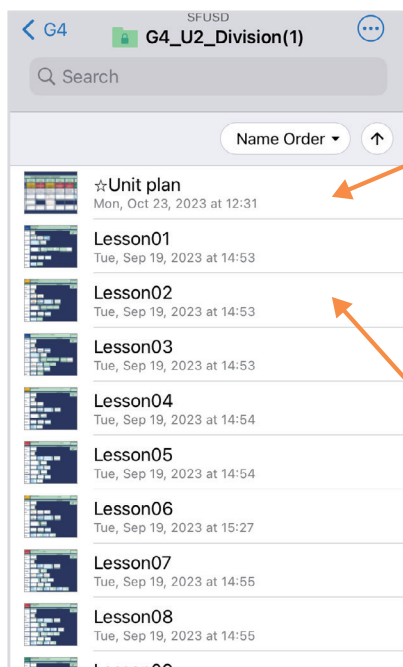 SFUSD
G4
G4_U2_Division(1)
Search
Name Order
☆Unit plan
Mon, Oct 23, 2023 at 12:31
Lesson01
Tue, Sep 19, 2023 at 14:53
Lesson02
Tue, Sep 19, 2023 at 14:53
Lesson03
Tue, Sep 19, 2023 at 14:53
Lesson04
Tue, Sep 19, 2023 at 14:54
Lesson05
Tue, Sep 19, 2023 at 14:54
Lesson06
Tue, Sep 19, 2023 at 15:27
Lesson07
Tue, Sep 19, 2023 at 14:55
Lesson08
Tue, Sep 19, 2023 at 14:55